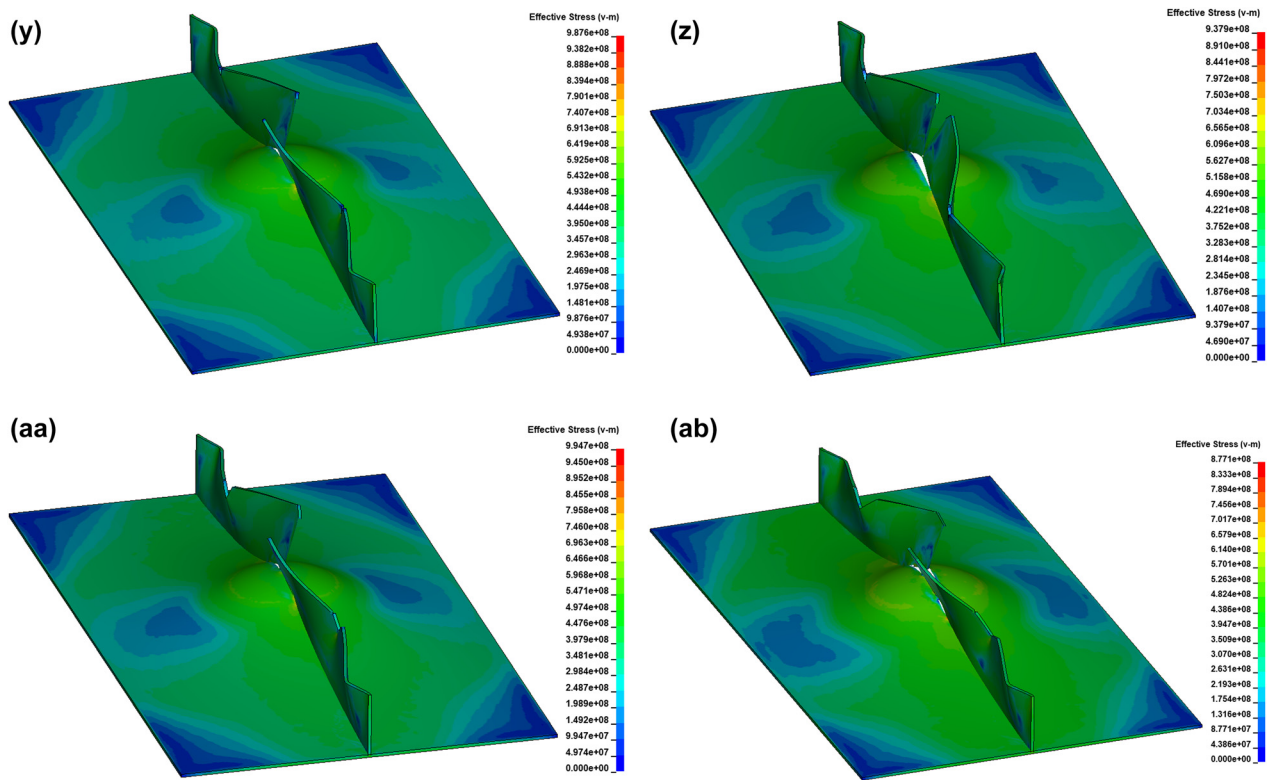 (y)
Effective Stress (v-m)
9.876e+08
9.382e+08
8.888e+08
8.394e+08
7.901e+08
7.407e+08
6.913e+08
6.419e+08
5.925e+08
5.432e+08
4.938e+08
4.444e+08
3.950e+08
3.457e+08
2.963e+08
2.469e+08
1.975e+08
1.481e+08
9.876e+07
4.938e+07
0.000e+00
(z)
Effective Stress (v-m)
9.379e+08
8.910e+08
8.441e+08
7.972e+08
7.503e+08
7.034e+08
6.565e+08
6.096e+08
5.627e+08
5.158e+08
4.690e+08
4.221e+08
3.752e+08
3.283e+08
2.814e+08
2.345e+08
1.876e+08
1.407e+08
9.379e+07
4.690e+07
0.000e+00
(aa)
Effective Stress (v-m)
9.947e+08
9.450e+08
8.952e+08
8.455e+08
7.958e+08
7.460e+08
6.963e+08
6.466e+08
5.968e+08
5.471e+08
4.974e+08
4.476e+08
3.979e+08
3.481e+08
2.984e+08
2.487e+08
1.989e+08
1.492e+08
9.947e+07
4.974e+07
0.000e+00
(ab)
Effective Stress (v-m)
8.771e+08
8.333e+08
7.894e+08
7.456e+08
7.017e+08
6.579e+08
6.140e+08
5.701e+08
5.263e+08
4.824e+08
4.386e+08
3.947e+08
3.509e+08
3.070e+08
2.631e+08
2.193e+08
1.754e+08
1.316e+08
8.771e+07
4.386e+07
0.000e+00